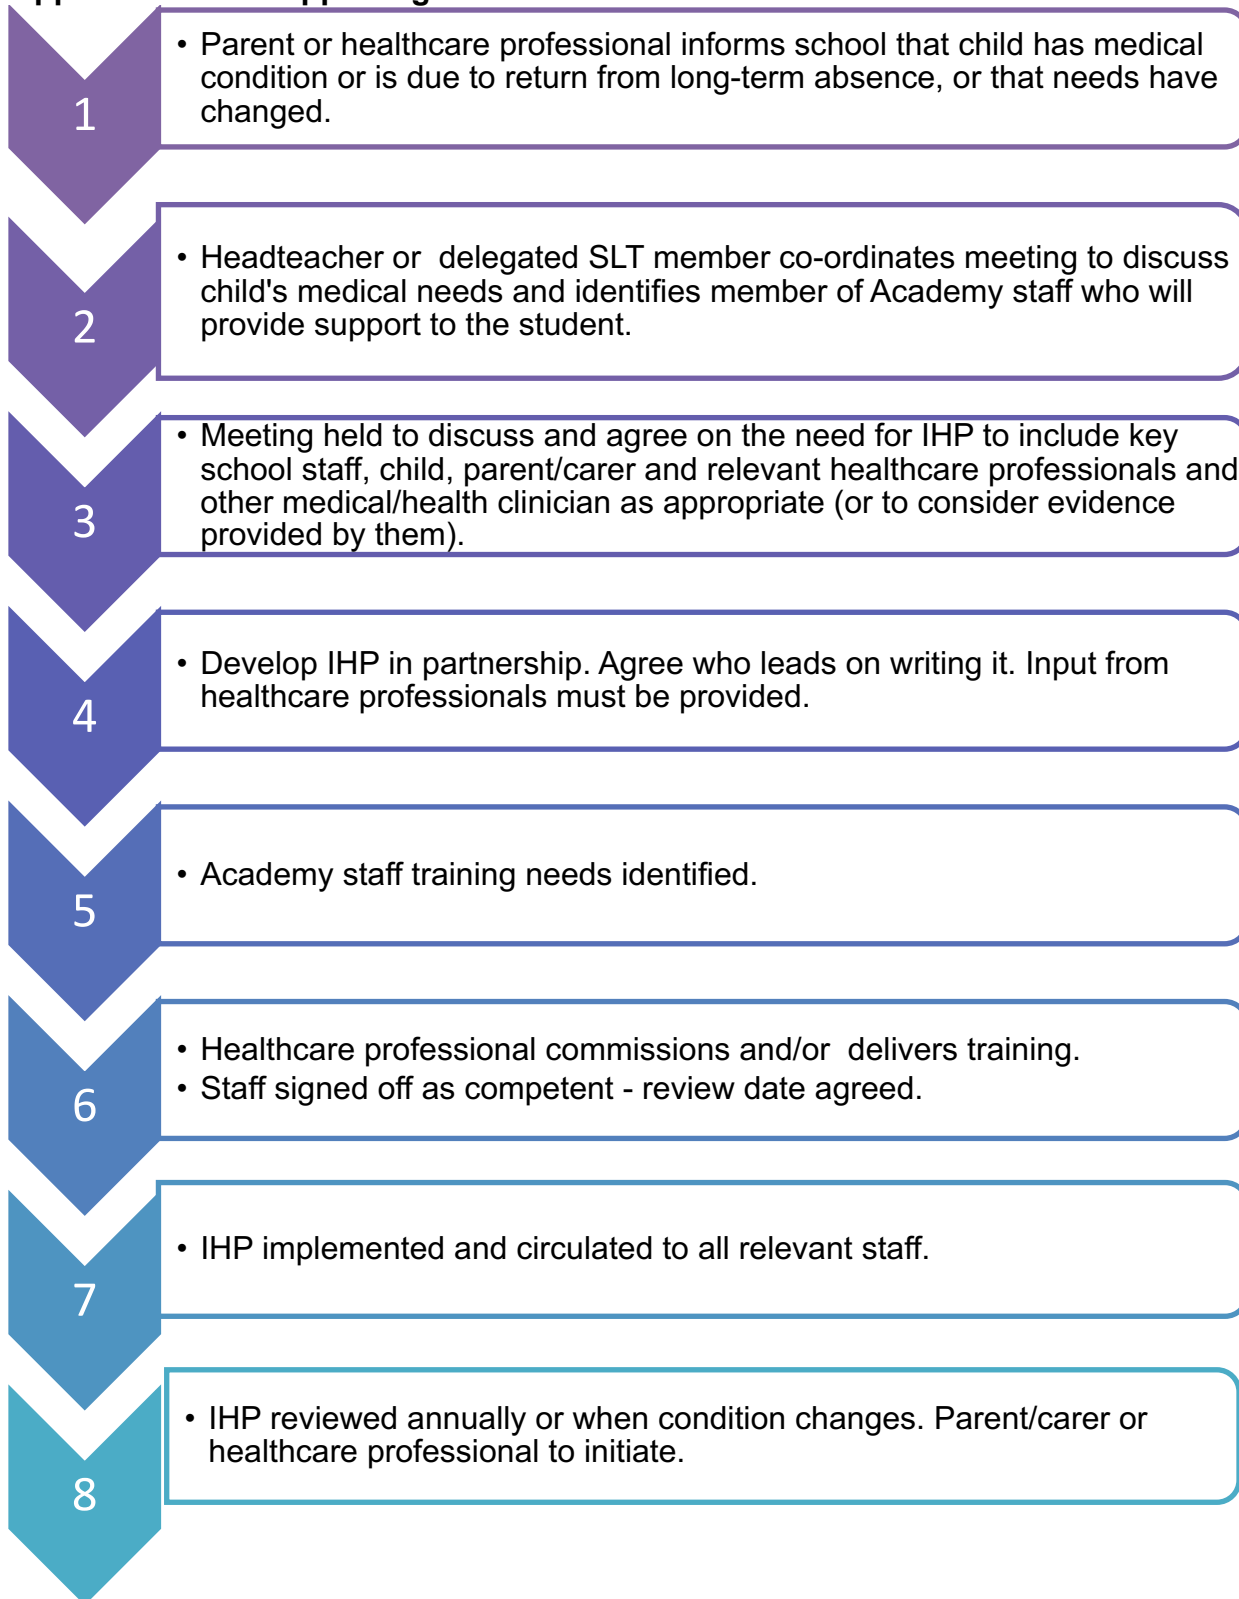 1
• Parent or healthcare professional informs school that child has medical
condition or is due to return from long-term absence, or that needs have
changed.
2
• Headteacher or  delegated SLT member co-ordinates meeting to discuss
child's medical needs and identifies member of Academy staff who will
provide support to the student.
3
• Meeting held to discuss and agree on the need for IHP to include key
school staff, child, parent/carer and relevant healthcare professionals and
other medical/health clinician as appropriate (or to consider evidence
provided by them).
4
• Develop IHP in partnership. Agree who leads on writing it. Input from
healthcare professionals must be provided.
5
• Academy staff training needs identified.
6
• Healthcare professional commissions and/or  delivers training.
• Staff signed off as competent - review date agreed.
7
• IHP implemented and circulated to all relevant staff.
8
• IHP reviewed annually or when condition changes. Parent/carer or
healthcare professional to initiate.